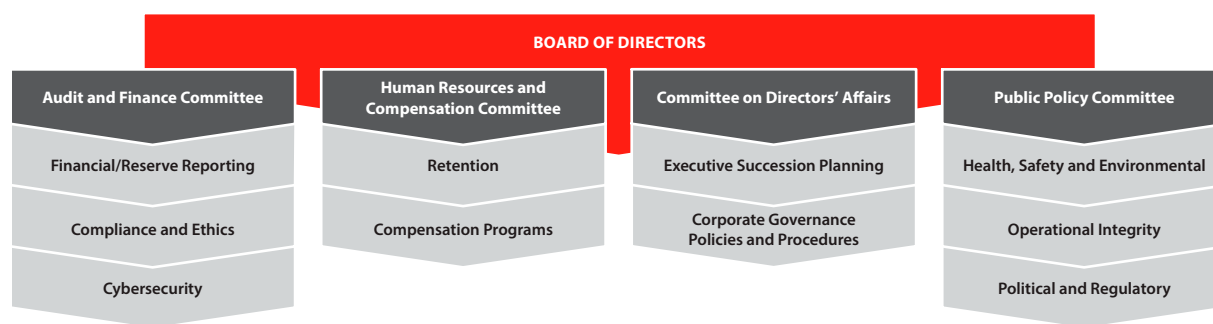 BOARD OF DIRECTORS
Audit and Finance Committee
Financial/Reserve Reporting
Compliance and Ethics
Cybersecurity
Human Resources and
Compensation Committee
Retention
Compensation Programs
Committee on Directors’ Affairs
Executive Succession Planning
Corporate Governance
Policies and Procedures
Public Policy Committee
Health, Safety and Environmental
Operational Integrity
Political and Regulatory